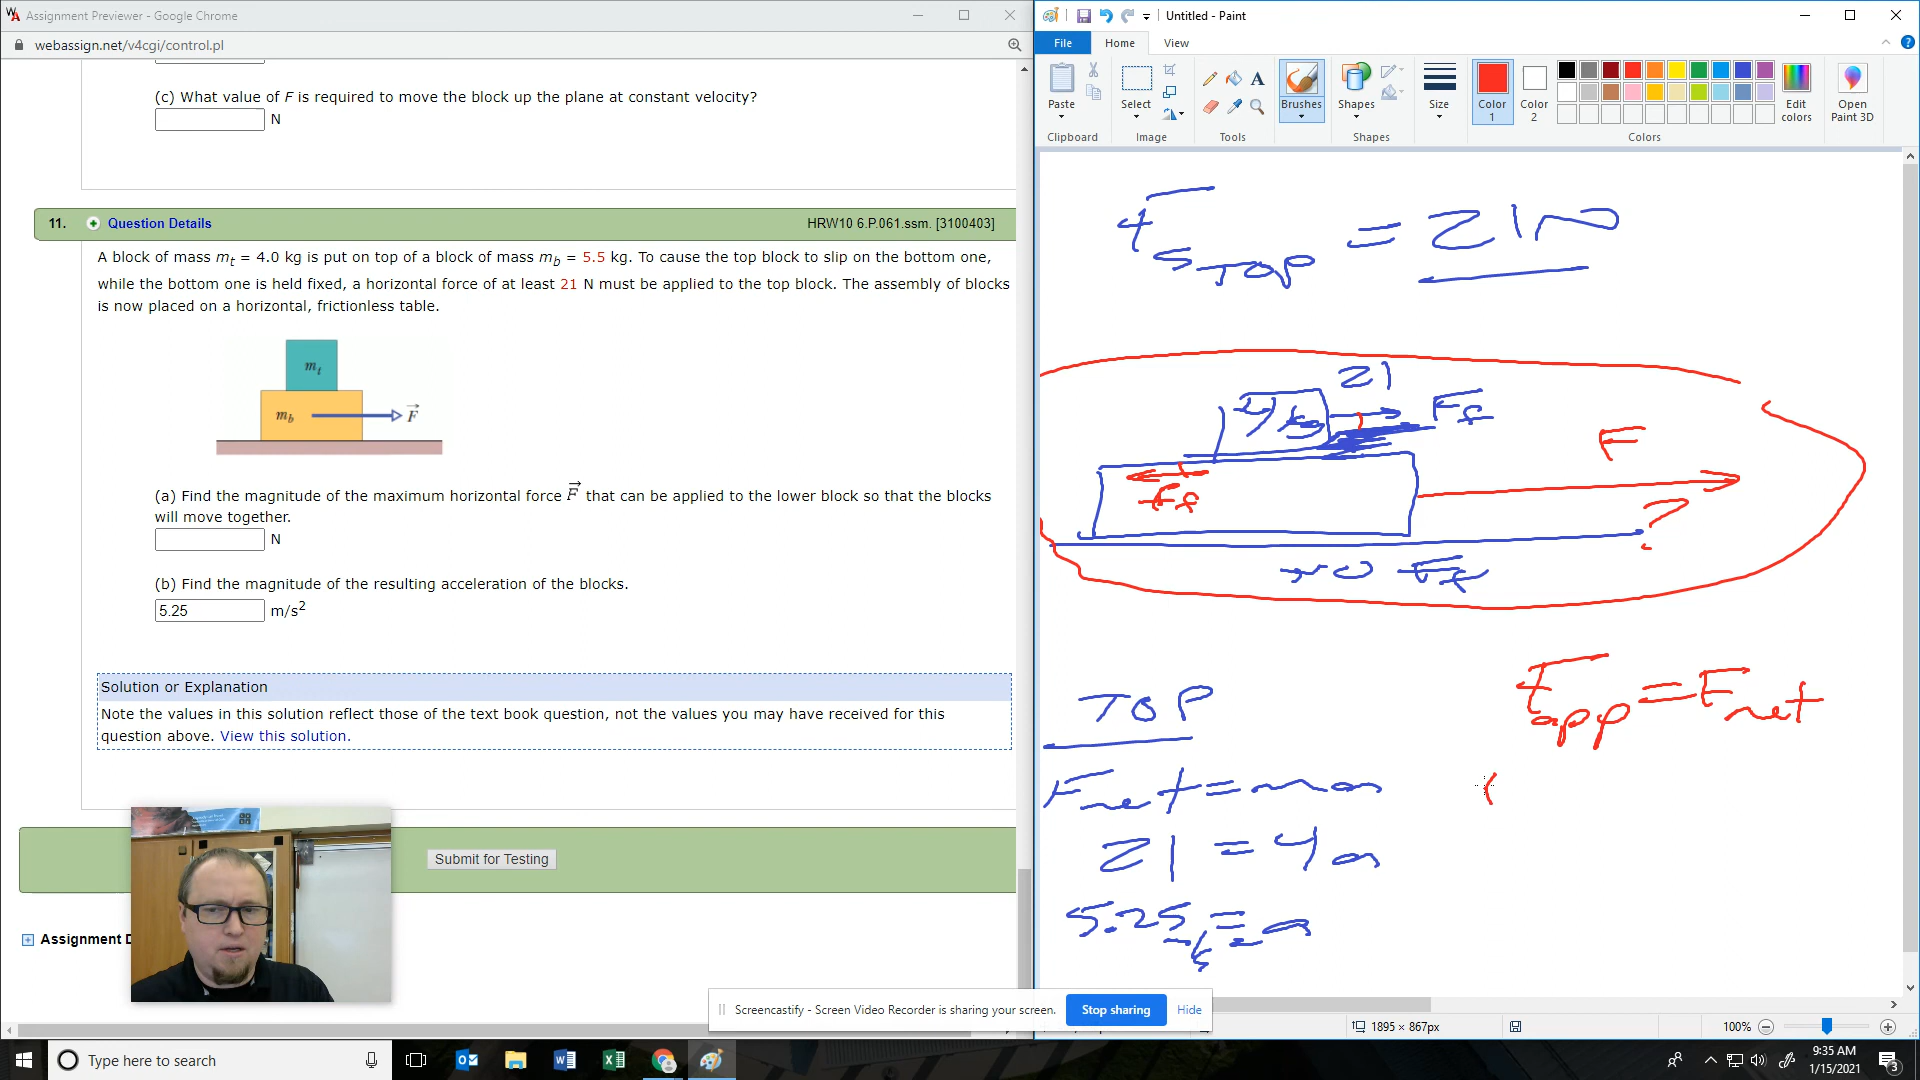 Assignment Previewer - Google Chrome
webassign.net/v4cgi/control.pl
(c) What value of F is required to move the block up the plane at constant velocity?
N
11. Question Details HRW10 6.P.061.ssm. [3100403]
A block of mass mt = 4.0 kg is put on top of a block of mass mb = 5.5 kg. To cause the top block to slip on the bottom one,
while the bottom one is held fixed, a horizontal force of at least 21 N must be applied to the top block. The assembly of blocks
is now placed on a horizontal, frictionless table.
mt
mb F
(a) Find the magnitude of the maximum horizontal force F that can be applied to the lower block so that the blocks
will move together.
N
(b) Find the magnitude of the resulting acceleration of the blocks.
5.25 m/s2
Solution or Explanation
Note the values in this solution reflect those of the text book question, not the values you may have received for this
question above. View this solution.
Submit for Testing
Assignment D
Untitled - Paint
File Home View
Paste Select Brushes Shapes Size Color 1 Color 2 Edit colors Open Paint 3D
Clipboard Image Tools Shapes Colors
fsTOP = 21N
21
4kg Ff
F
Ff
?
NO Ff
TOP
Fnet=ma
21 = 4a
5.25 m/s2 = a
Fapp=Fnet
(
Screencastify - Screen Video Recorder is sharing your screen. Stop sharing Hide
1895 × 867px 100%
Type here to search
9:35 AM
1/15/2021
3